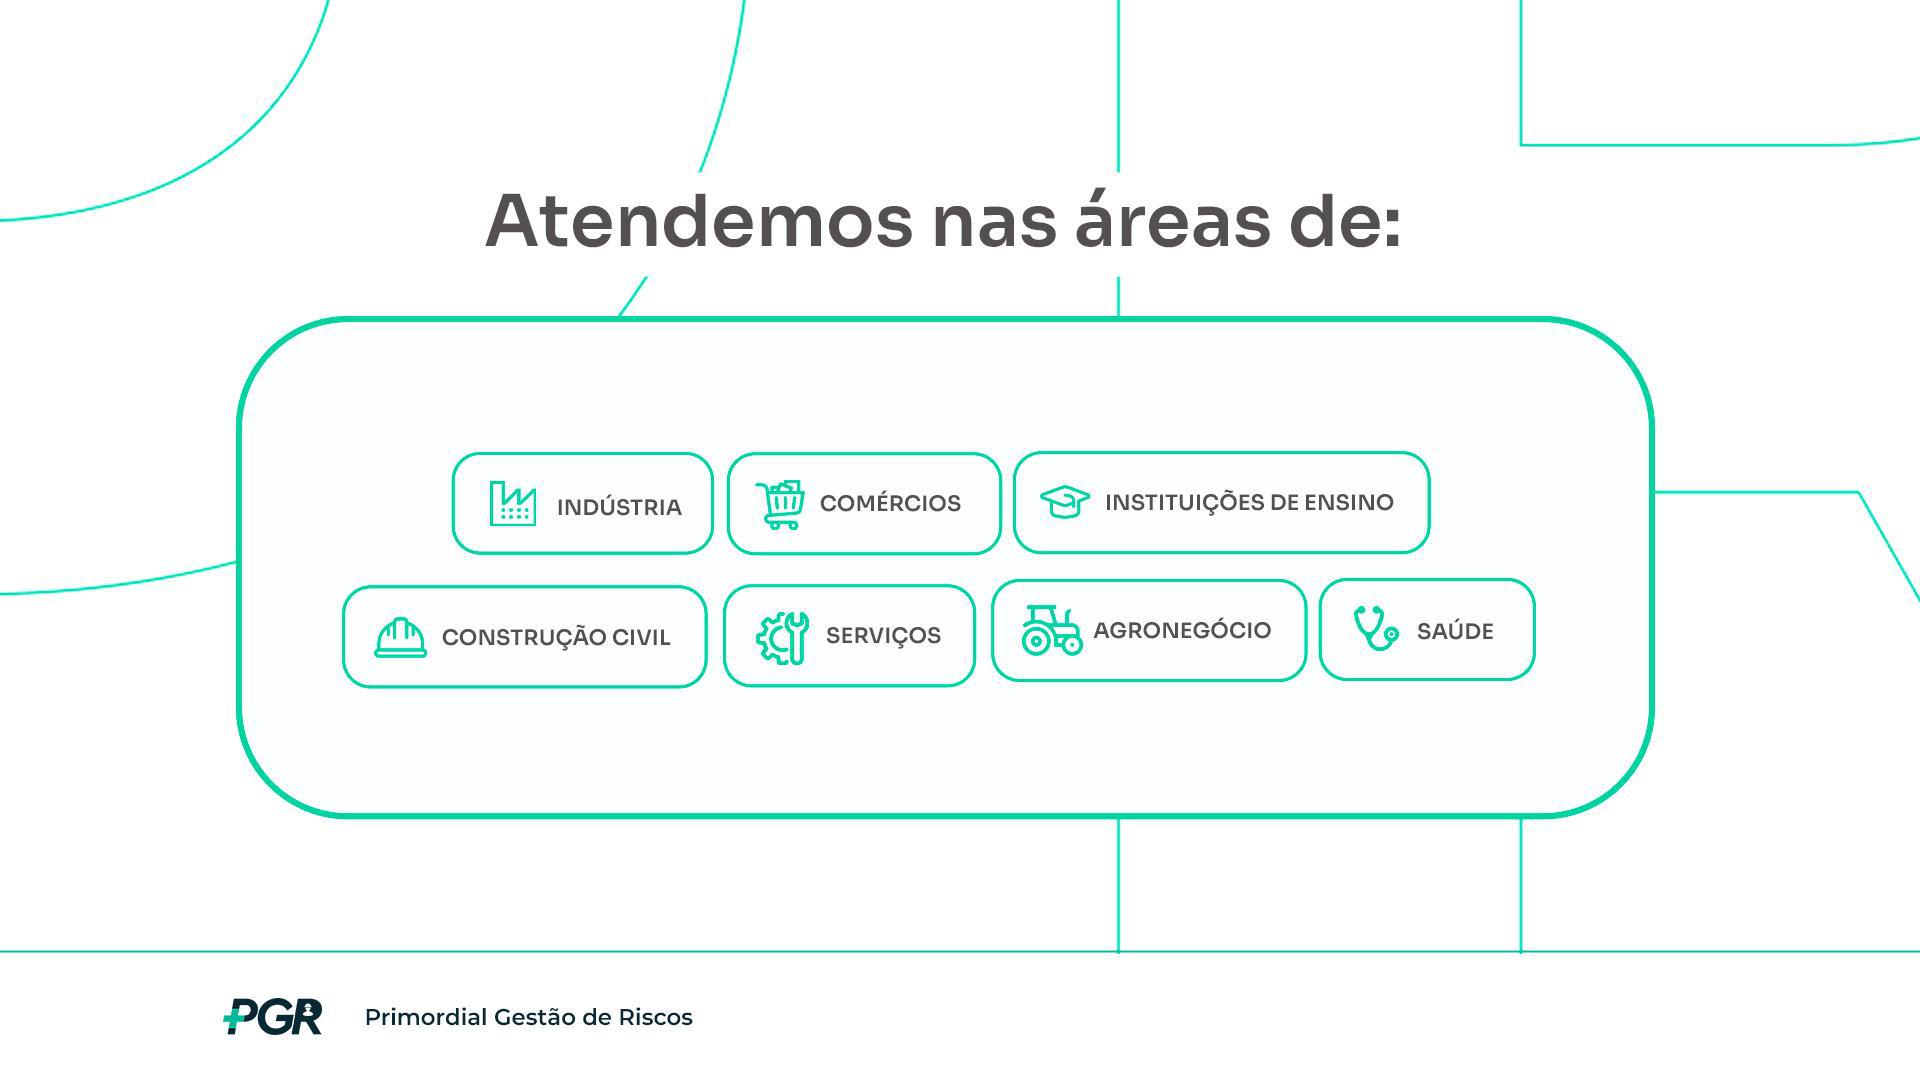 Atendemos nas áreas de:
INDÚSTRIA
COMÉRCIOS
INSTITUIÇÕES DE ENSINO
CONSTRUÇÃO CIVIL
SERVIÇOS
AGRONEGÓCIO
SAÚDE
PGR
Primordial Gestão de Riscos